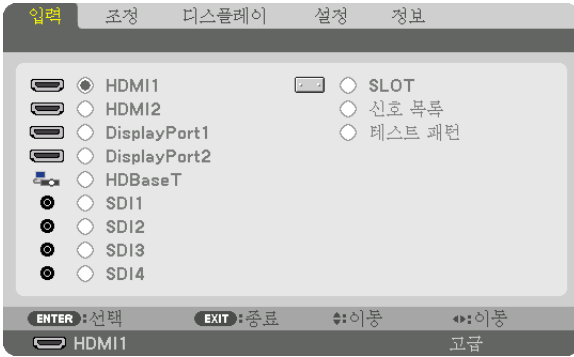 입력 조정 디스플레이 설정 정보
HDMI1
HDMI2
DisplayPort1
DisplayPort2
HDBaseT
SDI1
SDI2
SDI3
SDI4
SLOT
신호 목록
테스트 패턴
ENTER:선택 EXIT:종료 :이동 :이동
HDMI1 고급